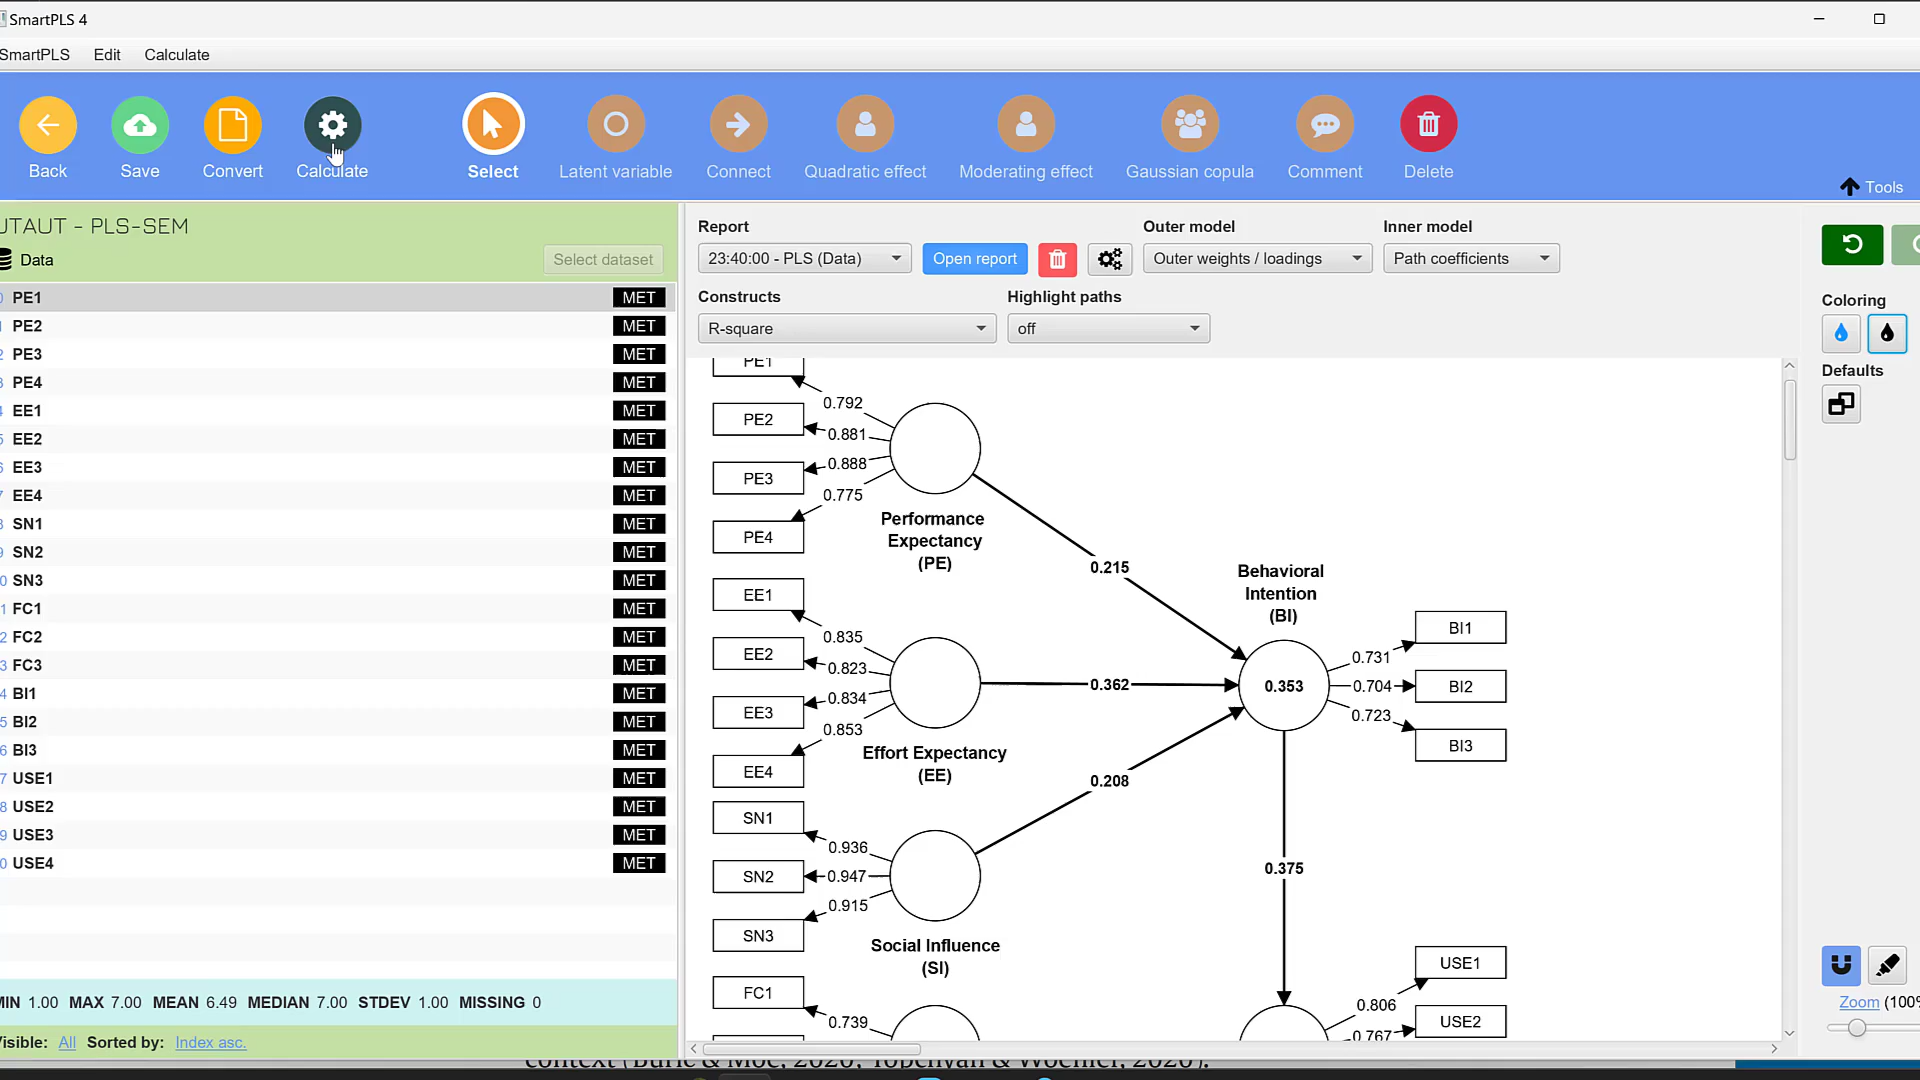 SmartPLS 4
SmartPLS Edit Calculate
Back Save Convert Calculate Select Latent variable Connect Quadratic effect Moderating effect Gaussian copula Comment Delete
Tools
UTAUT - PLS-SEM
Data Select dataset
PE1 MET
PE2 MET
PE3 MET
PE4 MET
EE1 MET
EE2 MET
EE3 MET
EE4 MET
SN1 MET
SN2 MET
SN3 MET
FC1 MET
FC2 MET
FC3 MET
BI1 MET
BI2 MET
BI3 MET
USE1 MET
USE2 MET
USE3 MET
USE4 MET
MIN 1.00 MAX 7.00 MEAN 6.49 MEDIAN 7.00 STDEV 1.00 MISSING 0
Visible: All Sorted by: Index asc.
Report Outer model Inner model
23:40:00 - PLS (Data) Open report Outer weights / loadings Path coefficients
Constructs Highlight paths
R-square off
PE1
0.792
PE2
0.881
0.888
PE3
0.775
PE4
Performance
Expectancy
(PE)
0.215
EE1
0.835
EE2
0.823
0.834
EE3
0.853
EE4
Effort Expectancy
(EE)
0.362
Behavioral
Intention
(BI)
0.353
BI1
0.731
0.704
BI2
0.723
BI3
SN1
0.936
SN2
0.947
0.915
SN3
Social Influence
(SI)
0.208
0.375
FC1
0.739
USE1
0.806
0.767
USE2
Coloring
Defaults
Zoom (100%